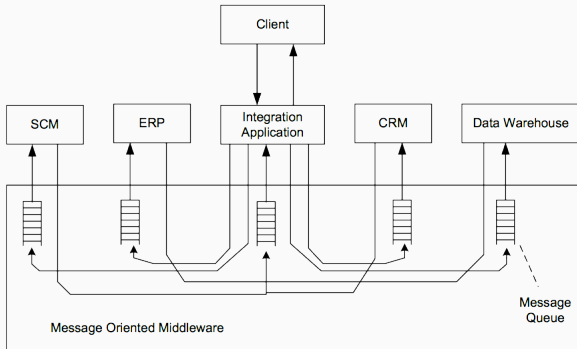 Client
SCM
ERP
Integration
Application
CRM
Data Warehouse
Message
Queue
Message Oriented Middleware